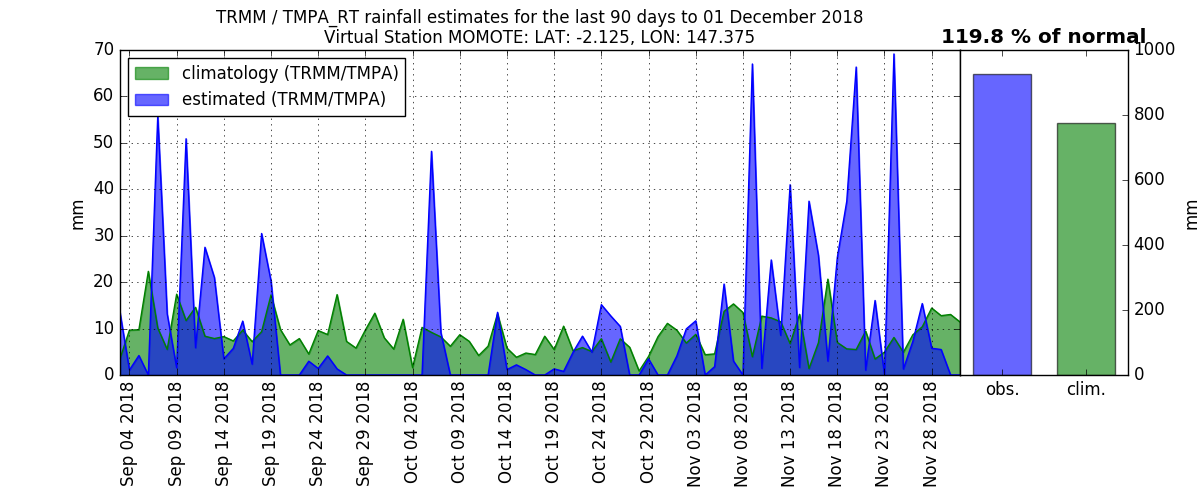 TRMM / TMPA_RT rainfall estimates for the last 90 days to 01 December 2018
Virtual Station MOMOTE: LAT: -2.125, LON: 147.375
119.8 % of normal
climatology (TRMM/TMPA)
estimated (TRMM/TMPA)
70
60
50
40
30
20
10
0
mm
Sep 04 2018
Sep 09 2018
Sep 14 2018
Sep 19 2018
Sep 24 2018
Sep 29 2018
Oct 04 2018
Oct 09 2018
Oct 14 2018
Oct 19 2018
Oct 24 2018
Oct 29 2018
Nov 03 2018
Nov 08 2018
Nov 13 2018
Nov 18 2018
Nov 23 2018
Nov 28 2018
obs.
clim.
1000
800
600
400
200
0
mm